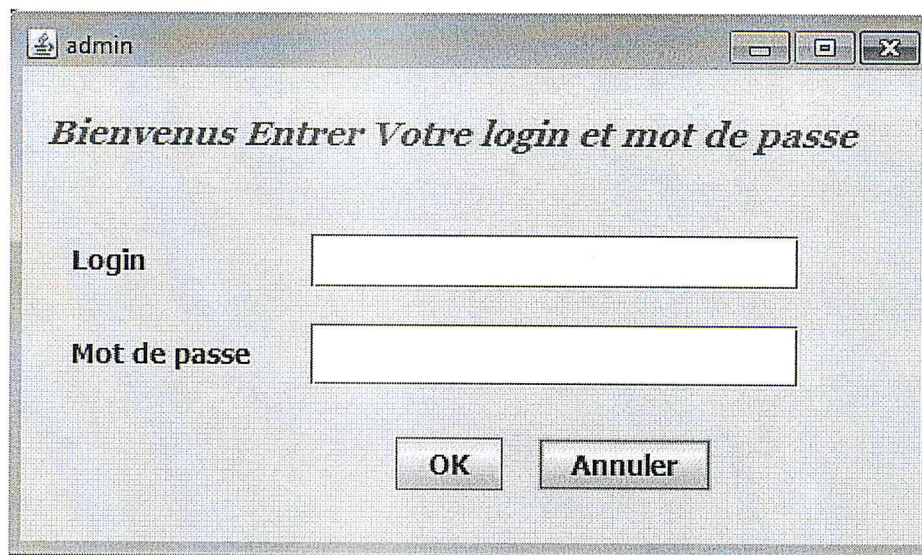 admin
Bienvenus Entrer Votre login et mot de passe
Login
Mot de passe
OK Annuler